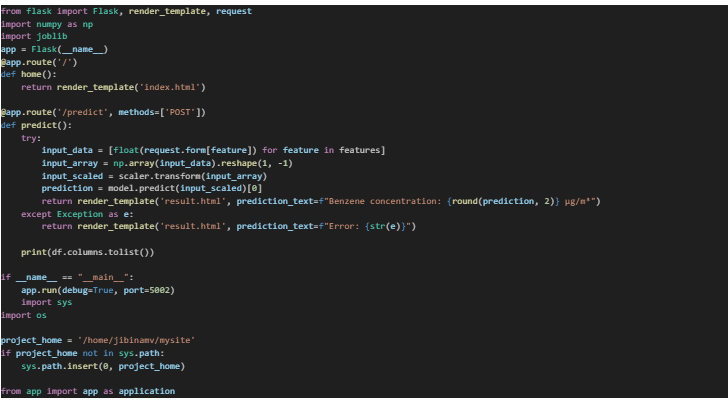 from flask import Flask, render_template, request
import numpy as np
import joblib
app = Flask(__name__)
@app.route('/')
def home():
    return render_template('index.html')

@app.route('/predict', methods=['POST'])
def predict():
    try:
        input_data = [float(request.form[feature]) for feature in features]
        input_array = np.array(input_data).reshape(1, -1)
        input_scaled = scaler.transform(input_array)
        prediction = model.predict(input_scaled)[0]
        return render_template('result.html', prediction_text=f"Benzene concentration: {round(prediction, 2)} µg/m³")
    except Exception as e:
        return render_template('result.html', prediction_text=f"Error: {str(e)}")

    print(df.columns.tolist())

if __name__ == "__main__":
    app.run(debug=True, port=5002)
    import sys
import os

project_home = '/home/jibinamv/mysite'
if project_home not in sys.path:
    sys.path.insert(0, project_home)

from app import app as application